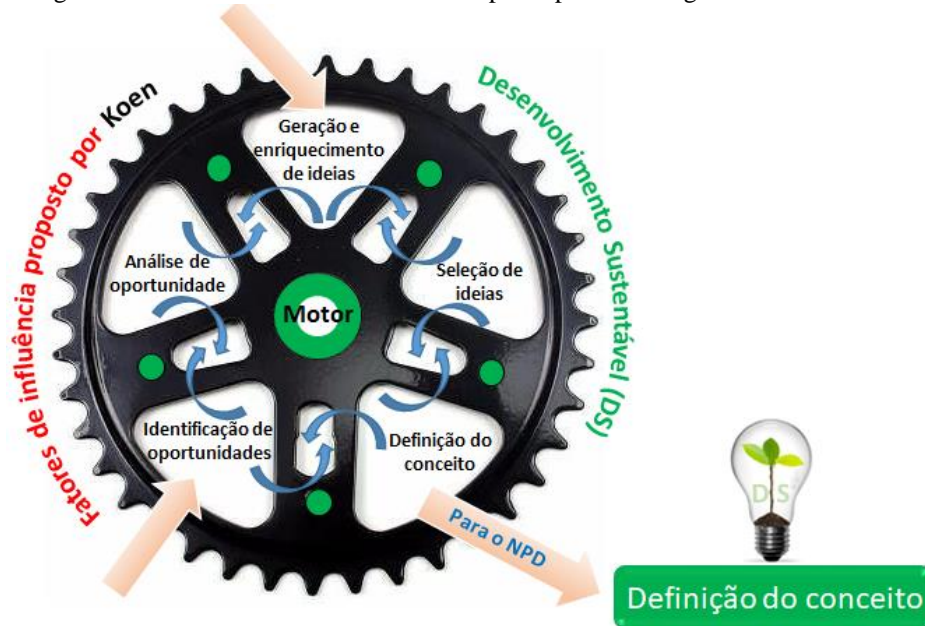 Geração e
enriquecimento
de ideias
Fatores de influência proposto por Koen
Desenvolvimento Sustentável (DS)
Análise de
oportunidade
Seleção de
ideias
Motor
Identificação de
oportunidades
Definição do
conceito
Para o NPD
DS
Definição do conceito